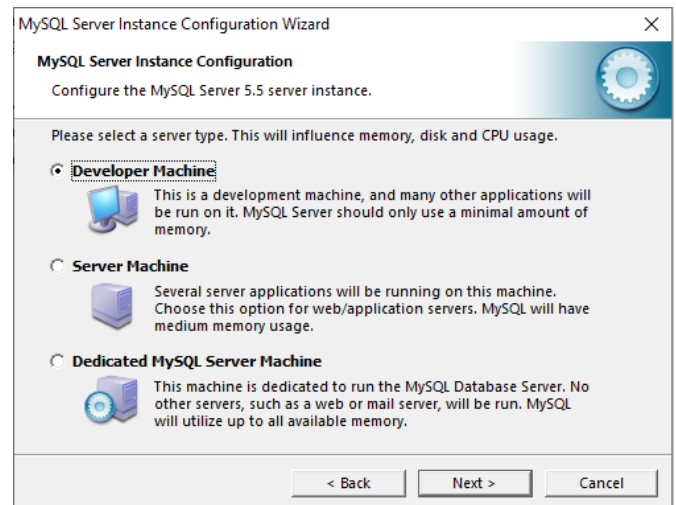 MySQL Server Instance Configuration Wizard
MySQL Server Instance Configuration
Configure the MySQL Server 5.5 server instance.
Please select a server type. This will influence memory, disk and CPU usage.
Developer Machine
This is a development machine, and many other applications will
be run on it. MySQL Server should only use a minimal amount of
memory.
Server Machine
Several server applications will be running on this machine.
Choose this option for web/application servers. MySQL will have
medium memory usage.
Dedicated MySQL Server Machine
This machine is dedicated to run the MySQL Database Server. No
other servers, such as a web or mail server, will be run. MySQL
will utilize up to all available memory.
< Back Next > Cancel